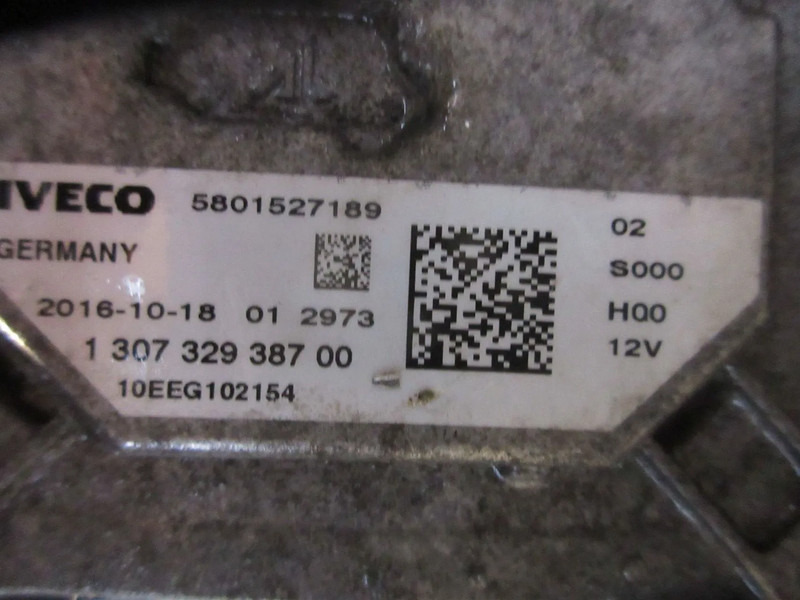 IVECO 5801527189
GERMANY
2016-10-18 01 2973
1 307 329 387 00
10EEG102154
02
S000
H00
12V